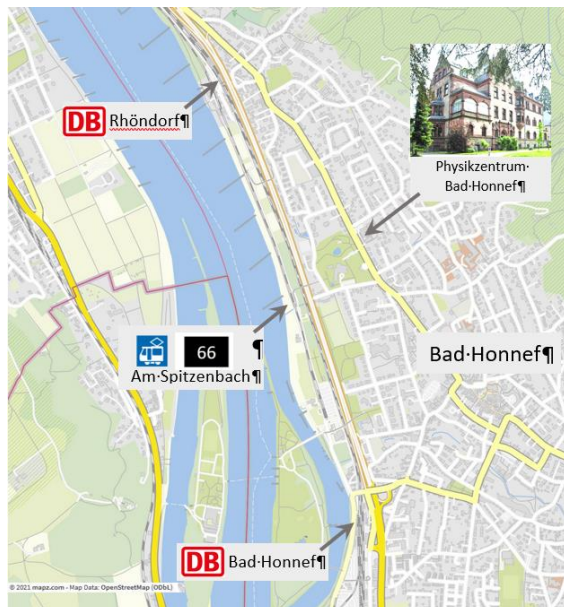 DB Rhöndorf¶
Physikzentrum·
Bad·Honnef¶
66 ¶
Am·Spitzenbach¶
Bad·Honnef¶
DB Bad·Honnef¶
© 2021 mapz.com - Map Data: OpenStreetMap (ODbL)